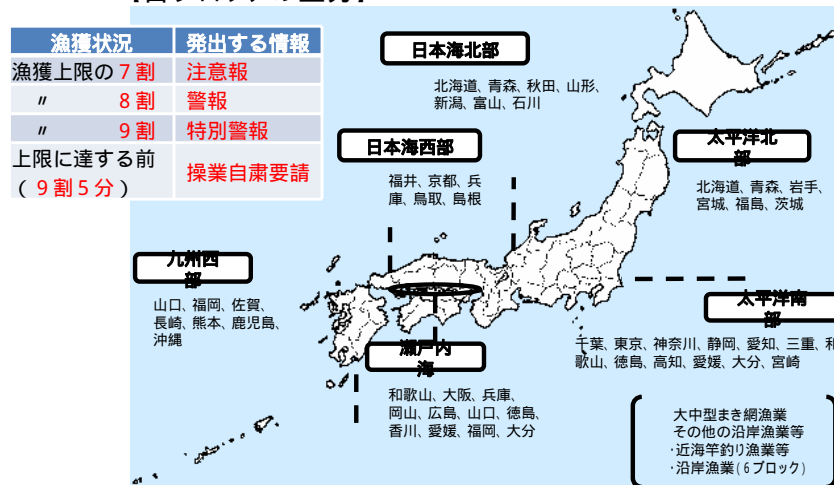 漁獲状況 発出する情報
漁獲上限の7割 注意報
〃 8割 警報
〃 9割 特別警報
上限に達する前
(9割5分) 操業自粛要請
日本海北部
北海道、青森、秋田、山形、
新潟、富山、石川
日本海西部
福井、京都、兵
庫、鳥取、島根
太平洋北
部
北海道、青森、岩手、
宮城、福島、茨城
九州西
部
山口、福岡、佐賀、
長崎、熊本、鹿児島、
沖縄
太平洋南
部
千葉、東京、神奈川、静岡、愛知、三重、和
歌山、徳島、高知、愛媛、大分、宮崎
瀬戸内
海
和歌山、大阪、兵庫、
岡山、広島、山口、徳島、
香川、愛媛、福岡、大分
大中型まき網漁業
その他の沿岸漁業等
・近海竿釣り漁業等
・沿岸漁業(6ブロック)